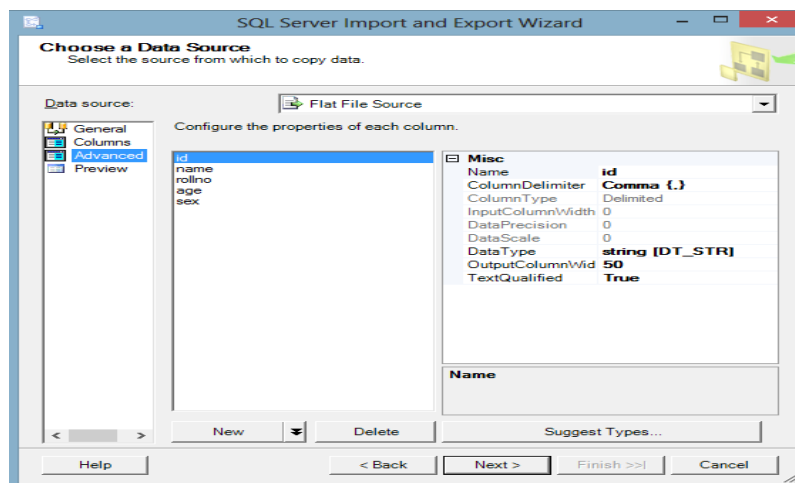 SQL Server Import and Export Wizard
Choose a Data Source
Select the source from which to copy data.
Data source:
Flat File Source
General
Columns
Advanced
Preview
Configure the properties of each column.
id
name
rollno
age
sex
Misc
Name id
ColumnDelimiter Comma {,}
ColumnType Delimited
InputColumnWidth 0
DataPrecision 0
DataScale 0
DataType string [DT_STR]
OutputColumnWid 50
TextQualified True
Name
New
Delete
Suggest Types...
Help
< Back
Next >
Finish >>|
Cancel